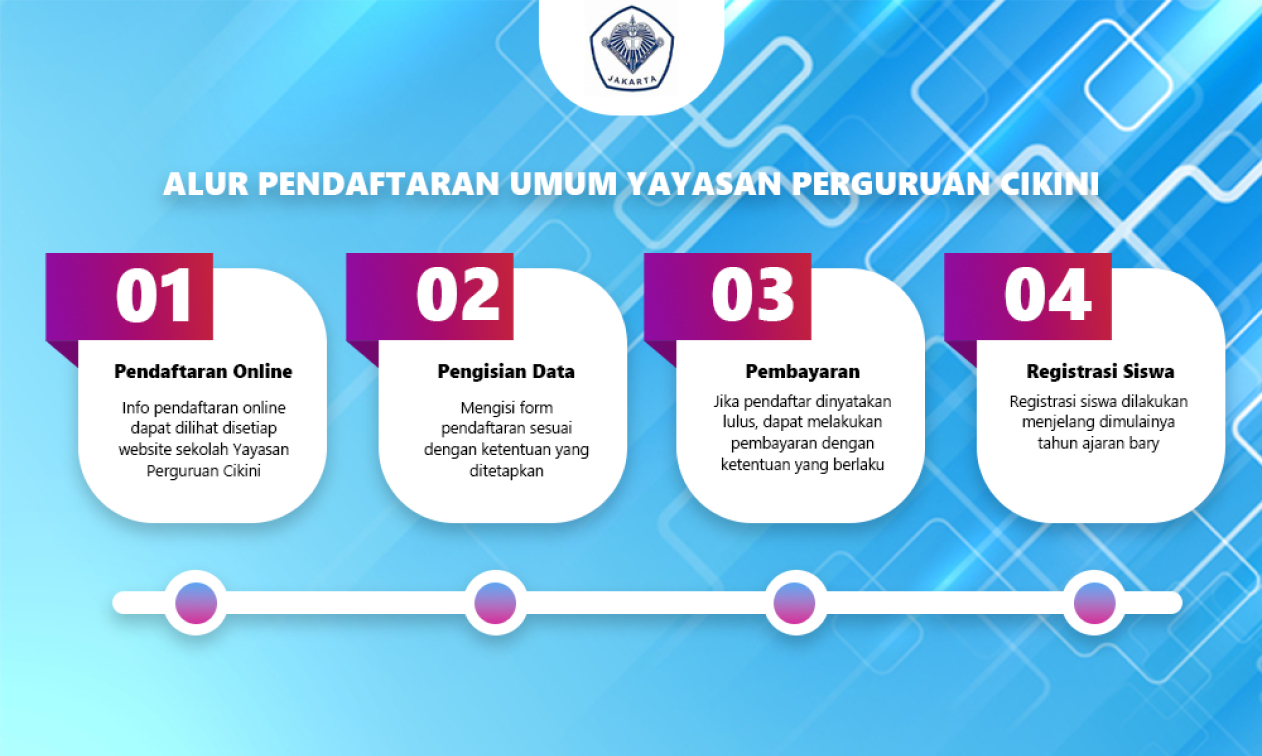 JAKARTA
ALUR PENDAFTARAN UMUM YAYASAN PERGURUAN CIKINI
01
Pendaftaran Online
Info pendaftaran online
dapat dilihat disetiap
website sekolah Yayasan
Perguruan Cikini
02
Pengisian Data
Mengisi form
pendaftaran sesuai
dengan ketentuan yang
ditetapkan
03
Pembayaran
Jika pendaftar dinyatakan
lulus, dapat melakukan
pembayaran dengan
ketentuan yang berlaku
04
Registrasi Siswa
Registrasi siswa dilakukan
menjelang dimulainya
tahun ajaran bary